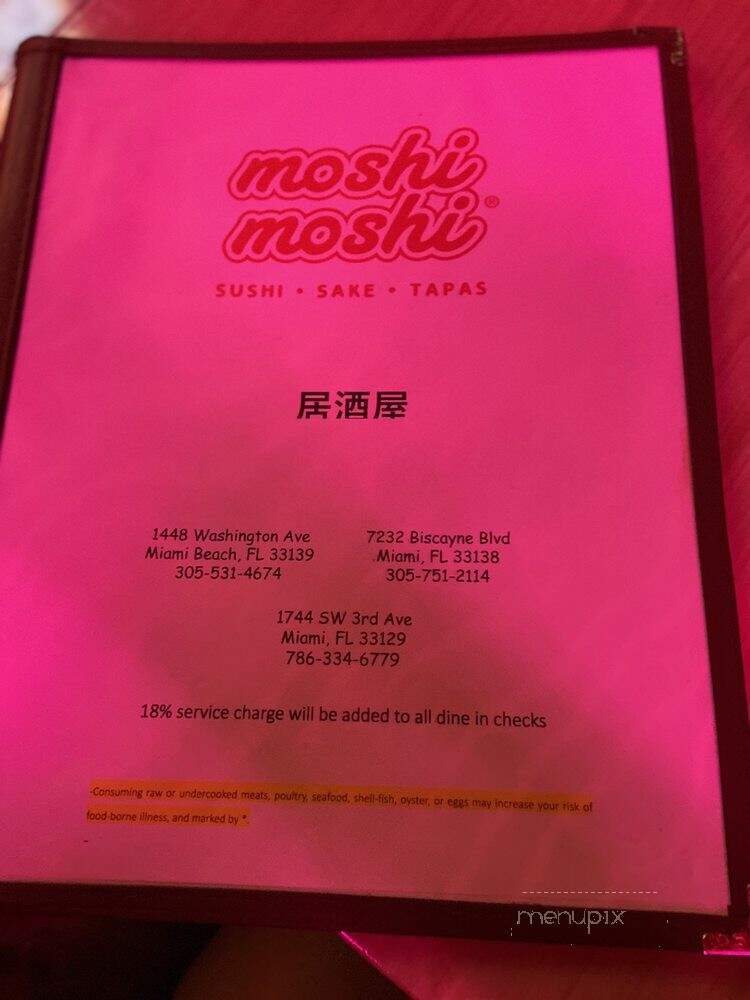 moshi
moshi®
SUSHI • SAKE • TAPAS
居酒屋
1448 Washington Ave
Miami Beach, FL 33139
305-531-4674
7232 Biscayne Blvd
Miami, FL 33138
305-751-2114
1744 SW 3rd Ave
Miami, FL 33129
786-334-6779
18% service charge will be added to all dine in checks
-Consuming raw or undercooked meats, poultry, seafood, shell-fish, oyster, or eggs may increase your risk of
food-borne illness, and marked by *.
-
menupix